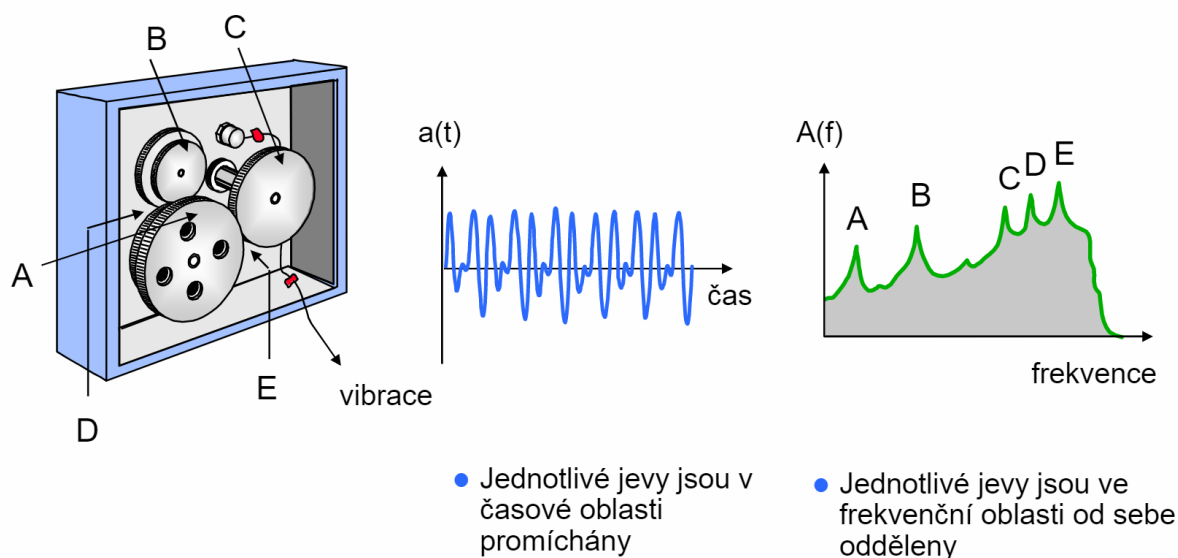 B
C
A
D
E
vibrace
a(t)
čas
A(f)
A
B
C
D
E
frekvence
Jednotlivé jevy jsou v
časové oblasti
promíchány
Jednotlivé jevy jsou ve
frekvenční oblasti od sebe
odděleny